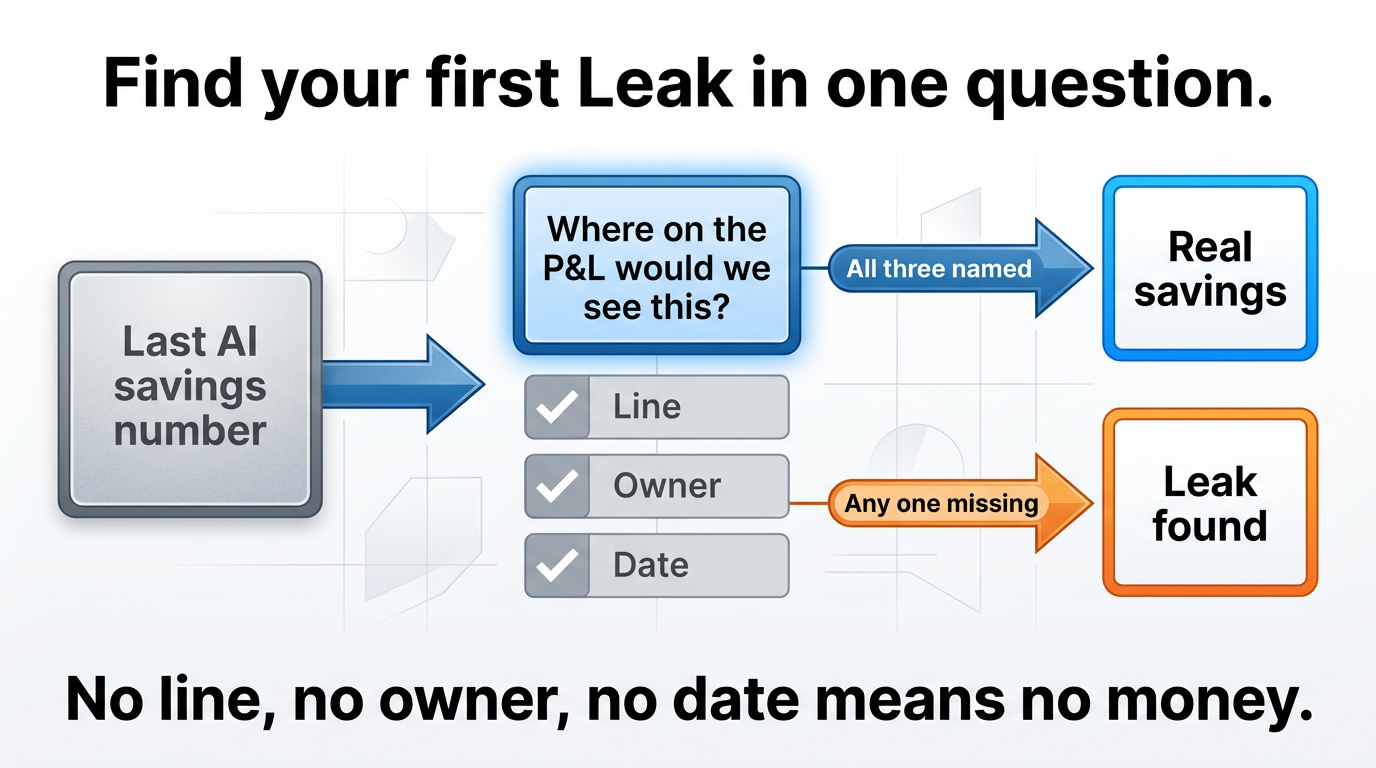 Find your first Leak in one question.
Last AI
savings
number
Where on the
P&L would we
see this?
Line
Owner
Date
All three named
Real
savings
Any one missing
Leak
found
No line, no owner, no date means no money.